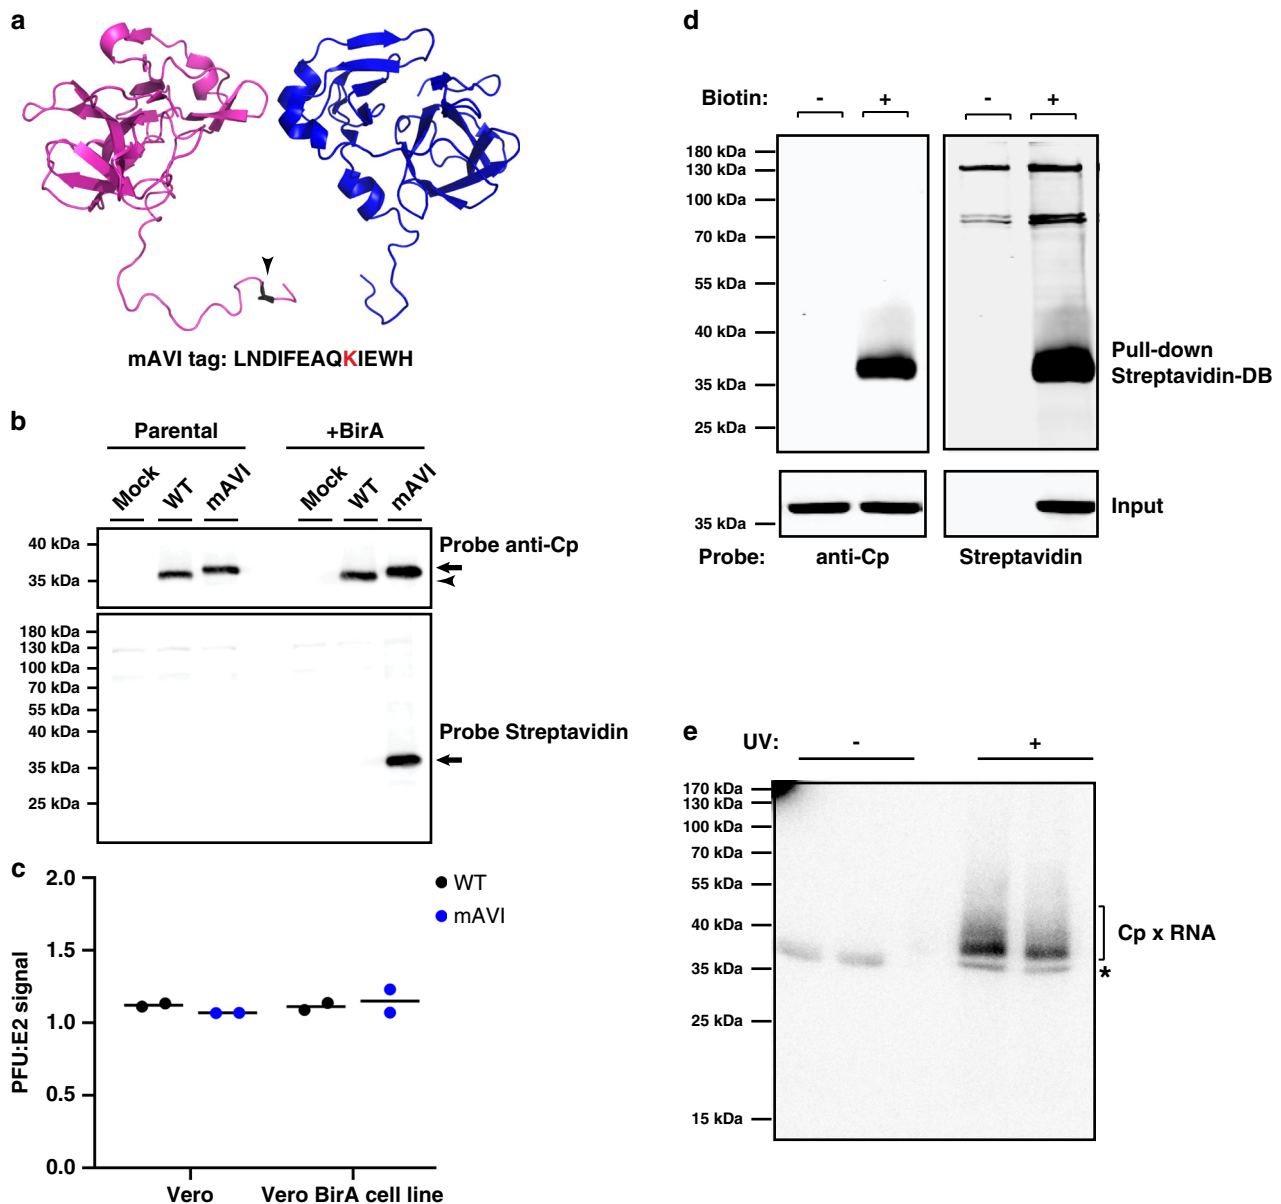 a
mAVI tag: LNDIFEAQKIEWH
b
Parental
+BirA
Mock
WT
mAVI
Mock
WT
mAVI
40 kDa
35 kDa
Probe anti-Cp
180 kDa
130 kDa
100 kDa
70 kDa
55 kDa
40 kDa
35 kDa
25 kDa
Probe Streptavidin
c
2.0
1.5
1.0
0.5
0.0
PFU:E2 signal
WT
mAVI
Vero
Vero BirA cell line
d
Biotin:
- + - +
180 kDa
130 kDa
100 kDa
70 kDa
55 kDa
40 kDa
35 kDa
25 kDa
Pull-down
Streptavidin-DB
35 kDa
Input
Probe: anti-Cp Streptavidin
e
UV: - +
170 kDa
130 kDa
100 kDa
70 kDa
55 kDa
40 kDa
35 kDa
25 kDa
15 kDa
Cp x RNA
*